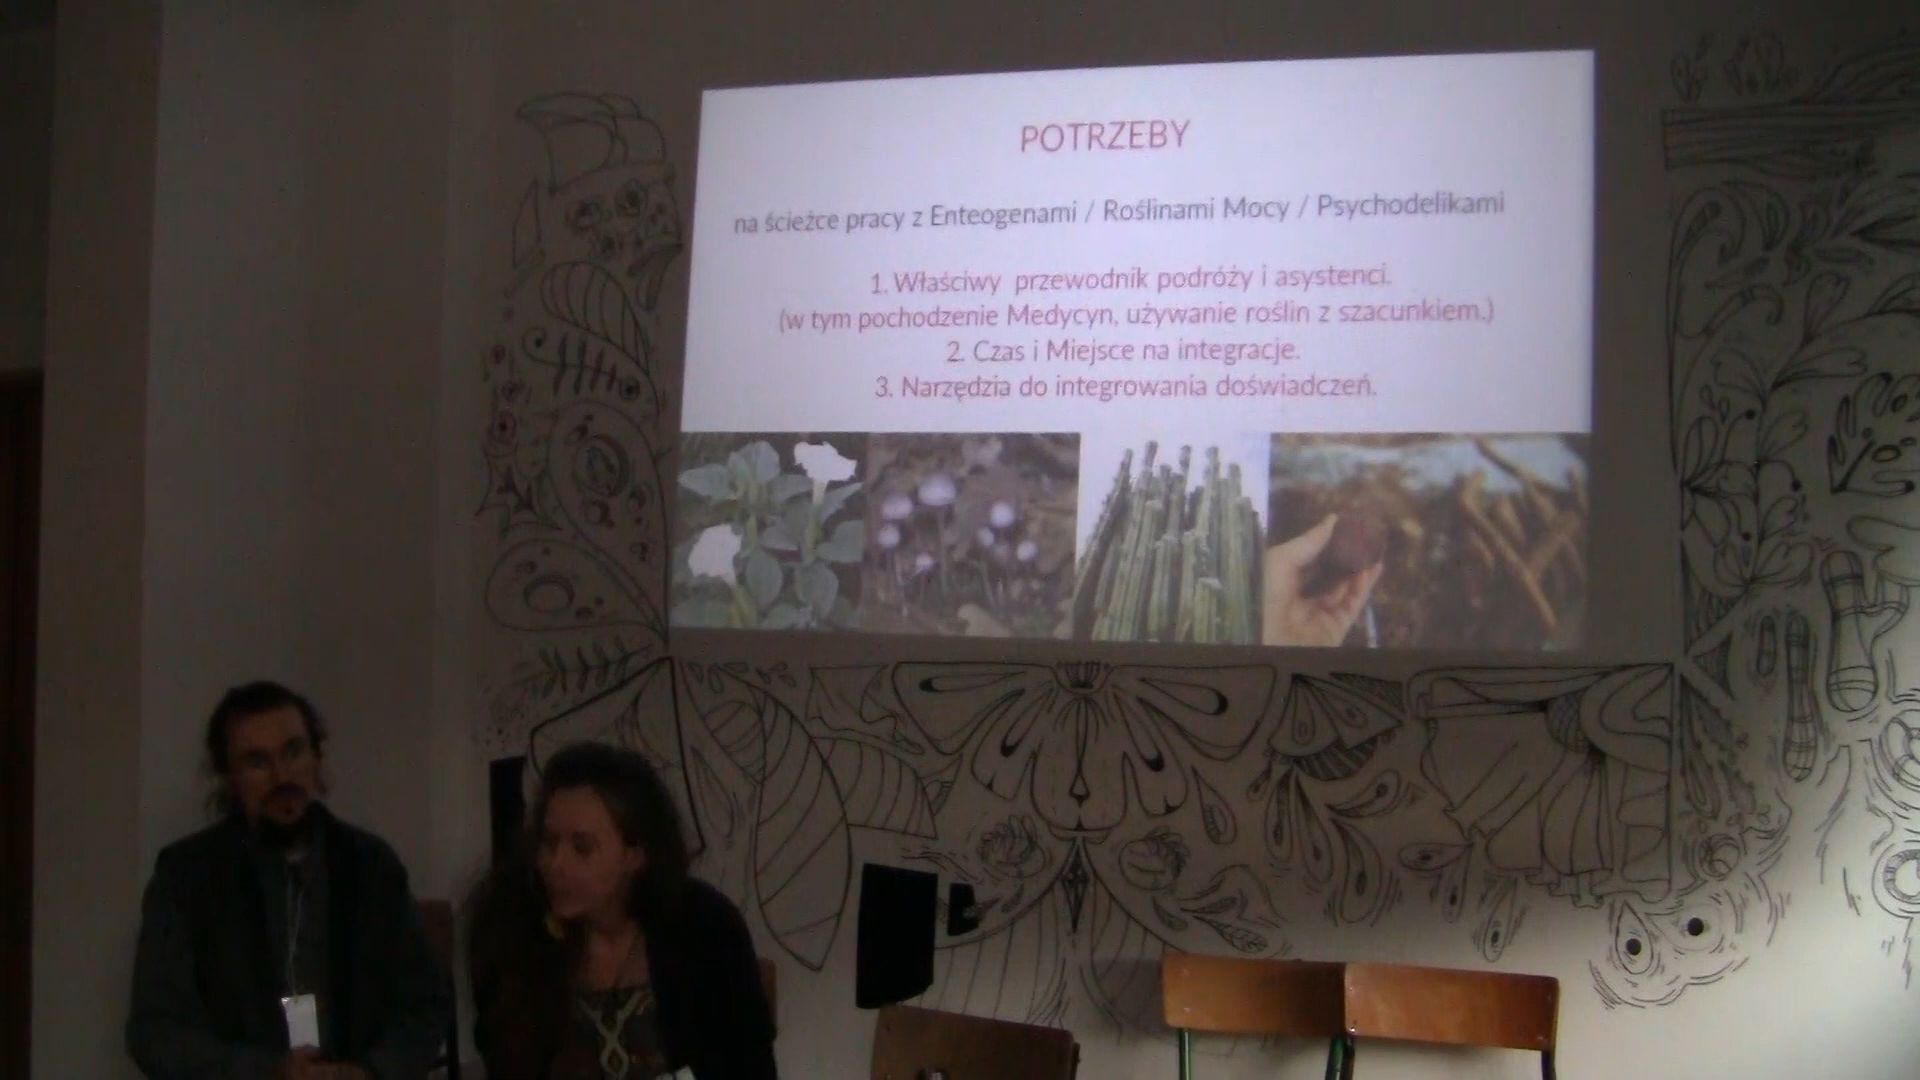 POTRZEBY
na ścieżce pracy z Enteogenami / Roślinami Mocy / Psychodelikami
1. Właściwy przewodnik podróży i asystenci.
(w tym pochodzenie Medycyn, używanie roślin z szacunkiem.)
2. Czas i Miejsce na integracje.
3. Narzędzia do integrowania doświadczeń.